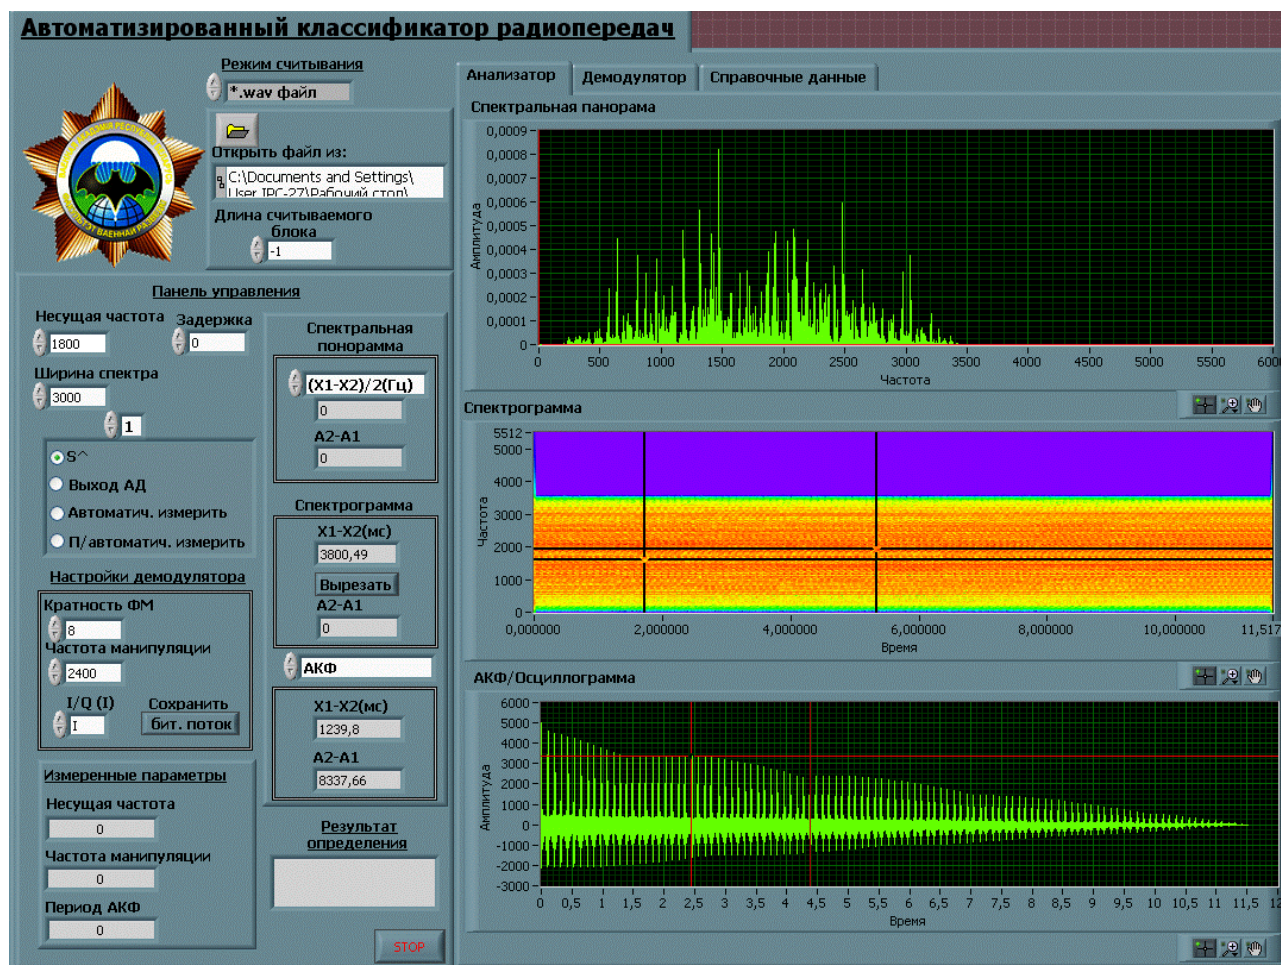 Автоматизированный классификатор радиопередач
Режим считывания
*.wav файл
Открыть файл из:
C:\Documents and Settings\
User IPC-27\Рабочий стол\
Длина считываемого
блока
-1
Панель управления
Несущая частота
1800
Задержка
0
Ширина спектра
3000
1
S^
Выход АД
Автоматич. измерить
П/автоматич. измерить
Настройки демодулятора
Кратность ФМ
8
Частота манипуляции
2400
I/Q (I)
I
Сохранить
бит. поток
Измеренные параметры
Несущая частота
0
Частота манипуляции
0
Период АКФ
0
Спектральная
понорамма
(X1-X2)/2(Гц)
0
A2-A1
0
Спектрограмма
X1-X2(мс)
3800,49
Вырезать
A2-A1
0
АКФ
X1-X2(мс)
1239,8
A2-A1
8337,66
Результат
определения
STOP
Анализатор
Демодулятор
Справочные данные
Спектральная панорама
Амплитуда
0,0009
0,0008
0,0007
0,0006
0,0005
0,0004
0,0003
0,0002
0,0001
0
0 500 1000 1500 2000 2500 3000 3500 4000 4500 5000 5500 6000
Частота
Спектрограмма
Частота
5512
5000
4000
3000
2000
1000
0
0,000000 2,000000 4,000000 6,000000 8,000000 10,000000 11,517
Время
АКФ/Осциллограмма
Амплитуда
6000
5000
4000
3000
2000
1000
0
-1000
-2000
-3000
0 0,5 1 1,5 2 2,5 3 3,5 4 4,5 5 5,5 6 6,5 7 7,5 8 8,5 9 9,5 10 10,5 11 11,5 12
Время